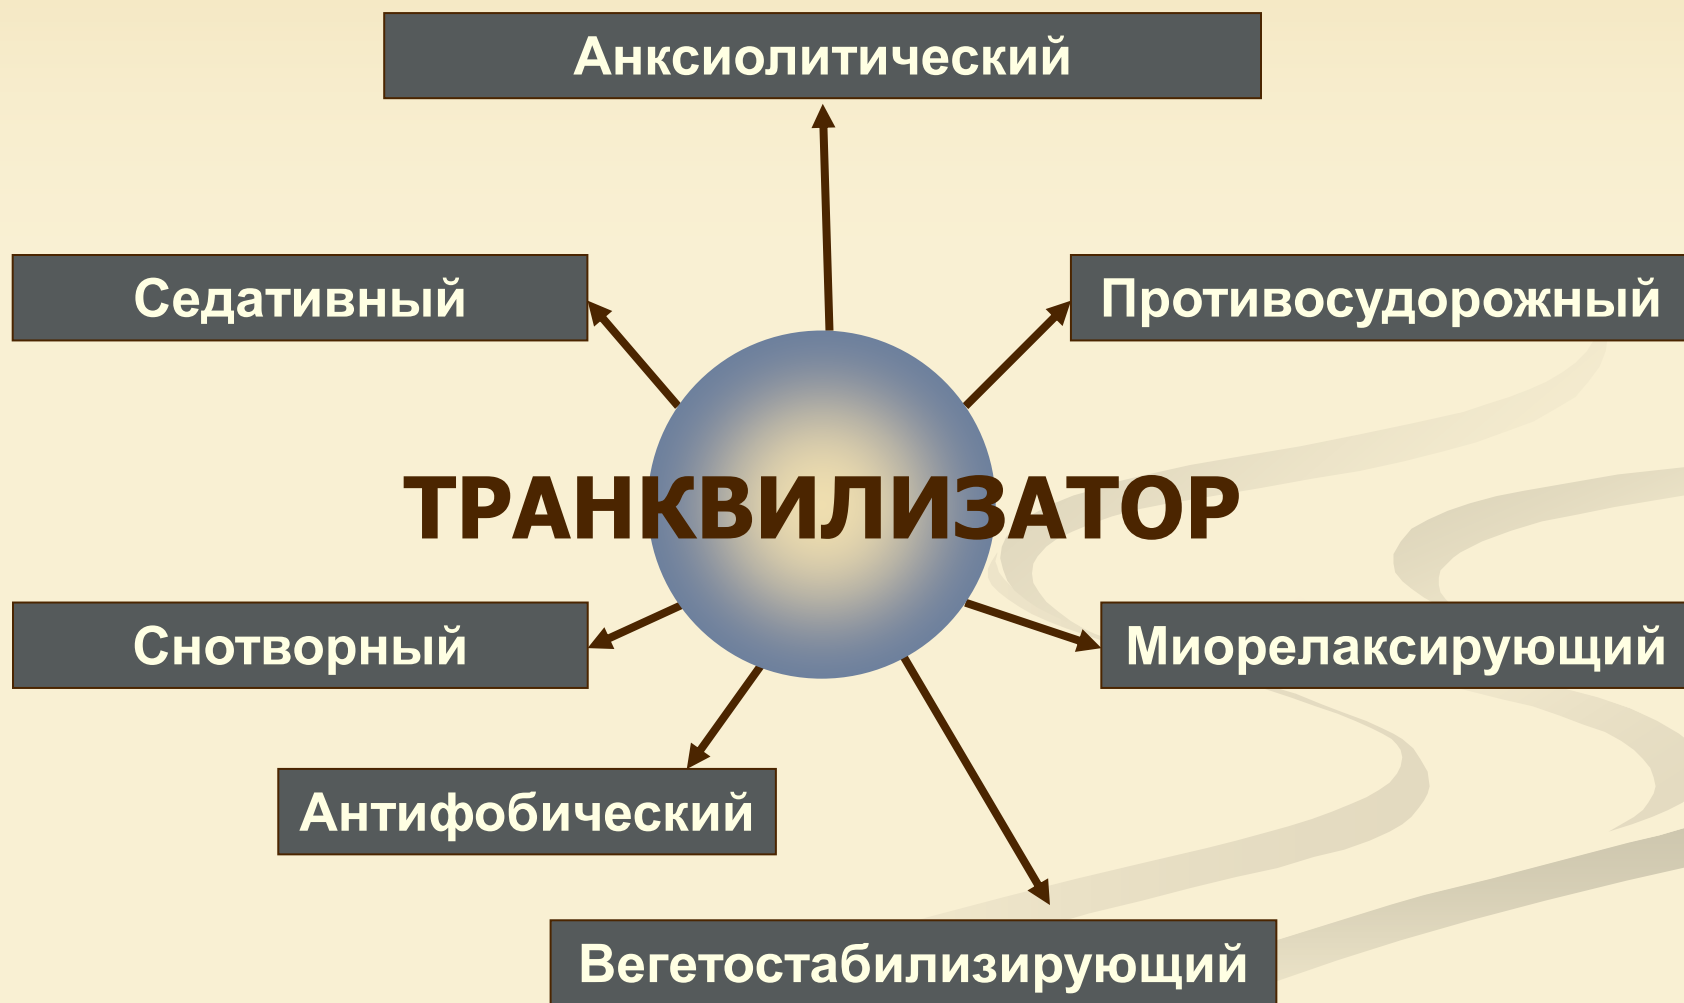 Анксиолитический
Седативный
Противосудорожный
ТРАНКВИЛИЗАТОР
Снотворный
Миорелаксирующий
Антифобический
Вегетостабилизирующий